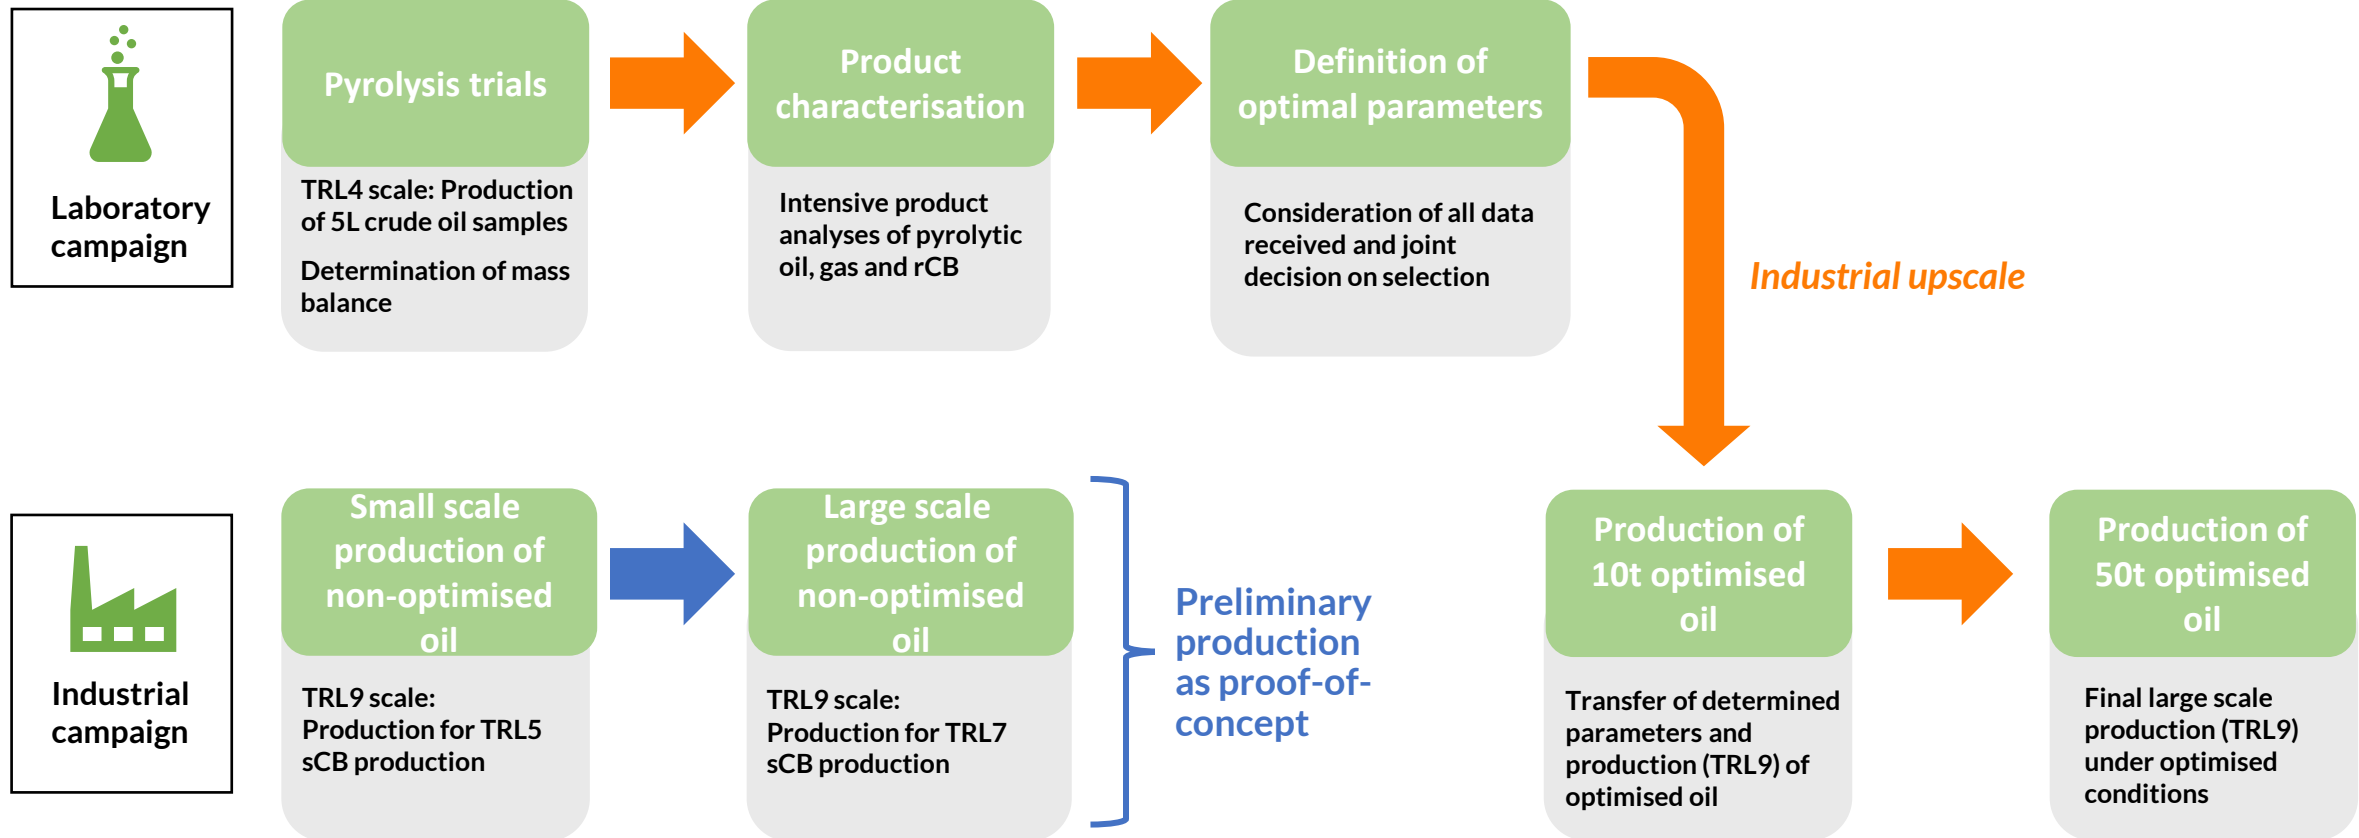 Laboratory
campaign
Pyrolysis trials
TRL4 scale: Production
of 5L crude oil samples
Determination of mass
balance
Product
characterisation
Intensive product
analyses of pyrolytic
oil, gas and rCB
Definition of
optimal parameters
Consideration of all data
received and joint
decision on selection
Industrial upscale
Industrial
campaign
Small scale
production of
non-optimised
oil
TRL9 scale:
Production for TRL5
sCB production
Large scale
production of
non-optimised
oil
TRL9 scale:
Production for TRL7
sCB production
Preliminary
production
as proof-of-
concept
Production of
10t optimised
oil
Transfer of determined
parameters and
production (TRL9) of
optimised oil
Production of
50t optimised
oil
Final large scale
production (TRL9)
under optimised
conditions